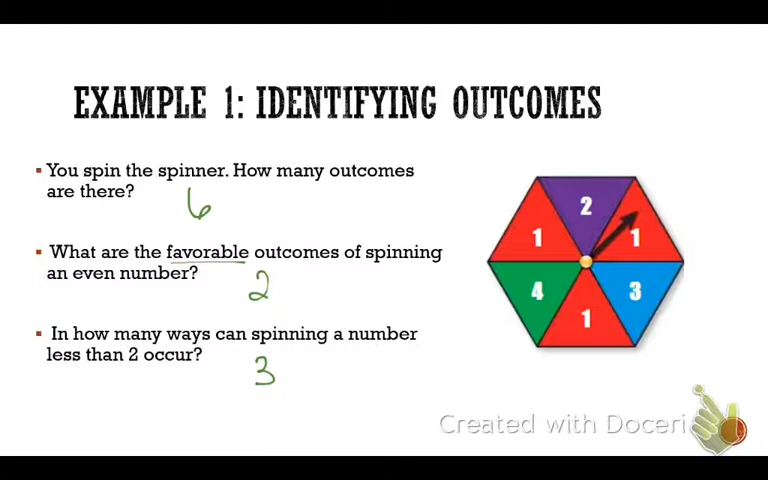 EXAMPLE 1: IDENTIFYING OUTCOMES
▪ You spin the spinner. How many outcomes
are there?
6
▪ What are the favorable outcomes of spinning
an even number?
2
▪ In how many ways can spinning a number
less than 2 occur?
3
2
1
1
4
3
1
Created with Doceri